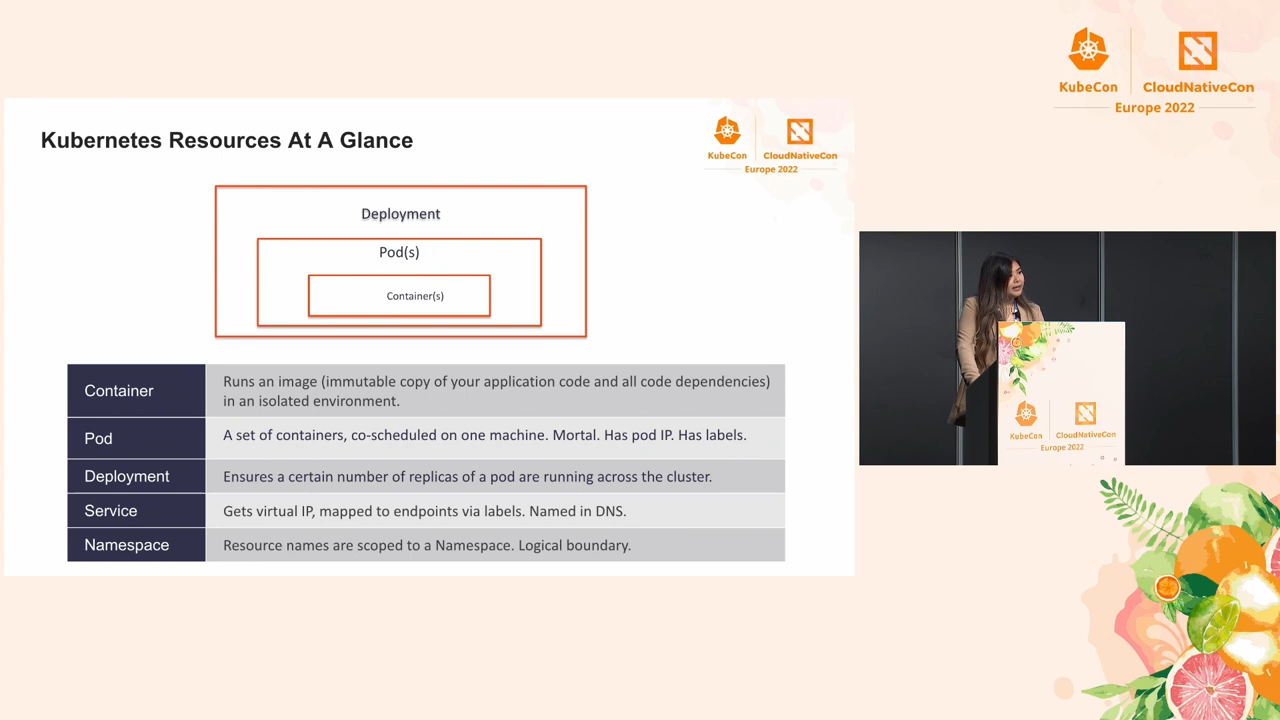 KubeCon
CloudNativeCon
Europe 2022
Kubernetes Resources At A Glance
KubeCon
CloudNativeCon
Europe 2022
Deployment
Pod(s)
Container(s)
Container
Runs an image (immutable copy of your application code and all code dependencies)
in an isolated environment.
Pod
A set of containers, co-scheduled on one machine. Mortal. Has pod IP. Has labels.
Deployment
Ensures a certain number of replicas of a pod are running across the cluster.
Service
Gets virtual IP, mapped to endpoints via labels. Named in DNS.
Namespace
Resource names are scoped to a Namespace. Logical boundary.
KubeCon
CloudNativeCon
Europe 2022